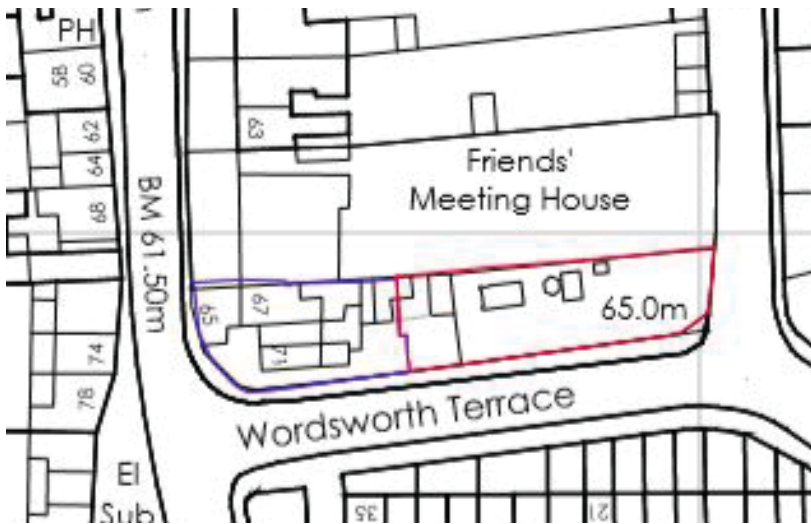 PH
58
60
62
64
68
63
BM 61.50m
Friends'
Meeting House
65
67
71
65.0m
74
78
Wordsworth Terrace
El
Sub
35
21